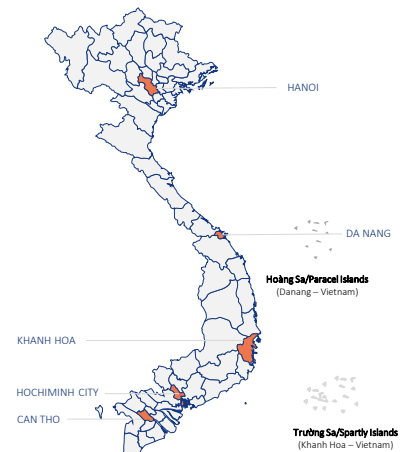 HANOI
DA NANG
Hoàng Sa/Paracel Islands
(Danang – Vietnam)
KHANH HOA
HOCHIMINH CITY
CAN THO
Trường Sa/Spartly Islands
(Khanh Hoa – Vietnam)